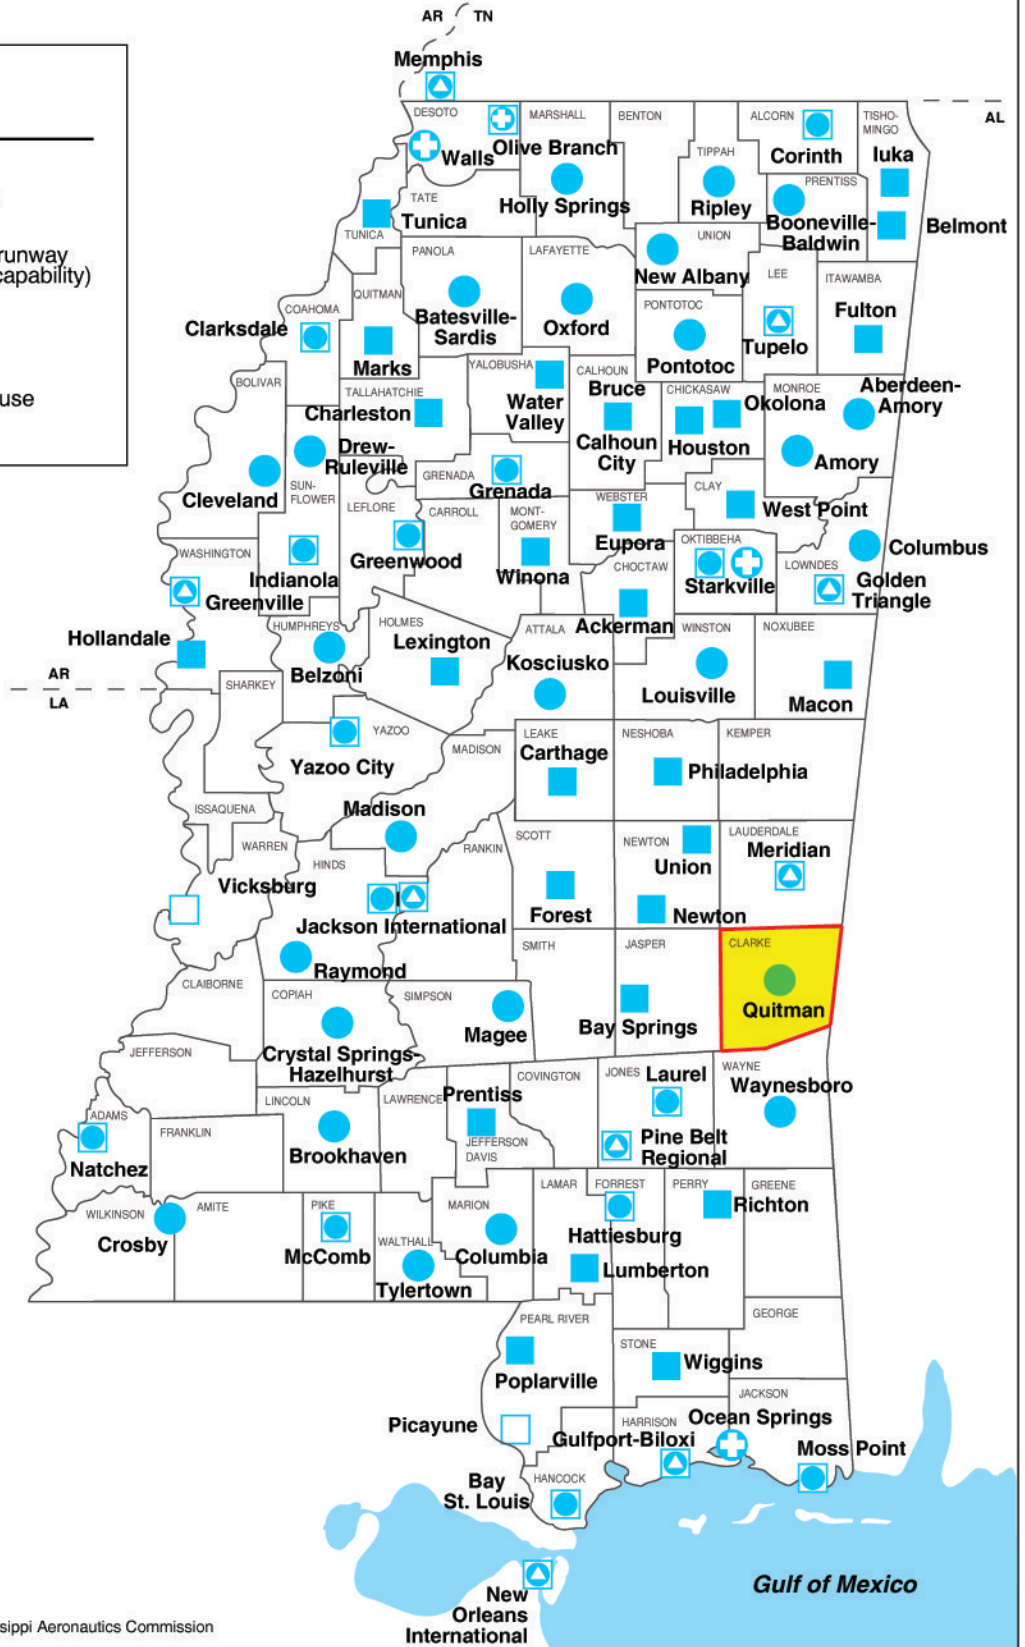 AR
TN
Memphis
DESOTO
MARSHALL
BENTON
ALCORN
TISHO-
MINGO
AL
Walls
Olive Branch
Corinth
Iuka
TIPPAH
PRENTISS
TATE
Holly Springs
Ripley
Booneville-
Baldwin
Belmont
Tunica
TUNICA
runway
capability)
PANOLA
LAFAYETTE
UNION
New Albany
LEE
ITAWAMBA
QUITMAN
COAHOMA
PONTOTOC
Clarksdale
Batesville-
Sardis
Oxford
Fulton
Tupelo
Marks
Pontotoc
YALOBUSHA
CALHOUN
BOLIVAR
TALLAHATCHIE
Bruce
CHICKASAW
MONROE
Aberdeen-
Amory
use
Charleston
Water
Valley
Okolona
Calhoun
City
Houston
Drew-
Ruleville
Amory
GRENADA
Grenada
CLAY
Cleveland
SUN-
FLOWER
LEFLORE
CARROLL
MONT-
GOMERY
WEBSTER
West Point
Eupora
OKTIBBEHA
WASHINGTON
Greenwood
Columbus
Indianola
Winona
CHOCTAW
Starkville
LOWNDES
Golden
Triangle
Greenville
HUMPHREYS
HOLMES
Ackerman
Hollandale
Lexington
ATTALA
WINSTON
NOXUBEE
Kosciusko
AR
LA
SHARKEY
Belzoni
Louisville
Macon
YAZOO
LEAKE
NESHOBA
KEMPER
MADISON
Carthage
Yazoo City
Philadelphia
ISSAQUENA
Madison
SCOTT
LAUDERDALE
WARREN
RANKIN
NEWTON
Meridian
HINDS
Union
Vicksburg
Forest
Newton
Jackson International
SMITH
JASPER
CLARKE
Raymond
CLAIBORNE
COPIAH
SIMPSON
Quitman
Bay Springs
Magee
JEFFERSON
Crystal Springs-
Hazelhurst
COVINGTON
JONES
Laurel
WAYNE
Waynesboro
LINCOLN
LAWRENCE
Prentiss
ADAMS
FRANKLIN
JEFFERSON
DAVIS
Pine Belt
Regional
Brookhaven
Natchez
LAMAR
FORREST
PERRY
GREENE
WILKINSON
AMITE
PIKE
MARION
Richton
Crosby
WALTHALL
Hattiesburg
McComb
Columbia
Lumberton
Tylertown
PEARL RIVER
GEORGE
STONE
Wiggins
Poplarville
JACKSON
Picayune
HARRISON
Ocean Springs
Gulfport-Biloxi
Moss Point
Bay
St. Louis
HANCOCK
Gulf of Mexico
New
Orleans
International
sippi Aeronautics Commission